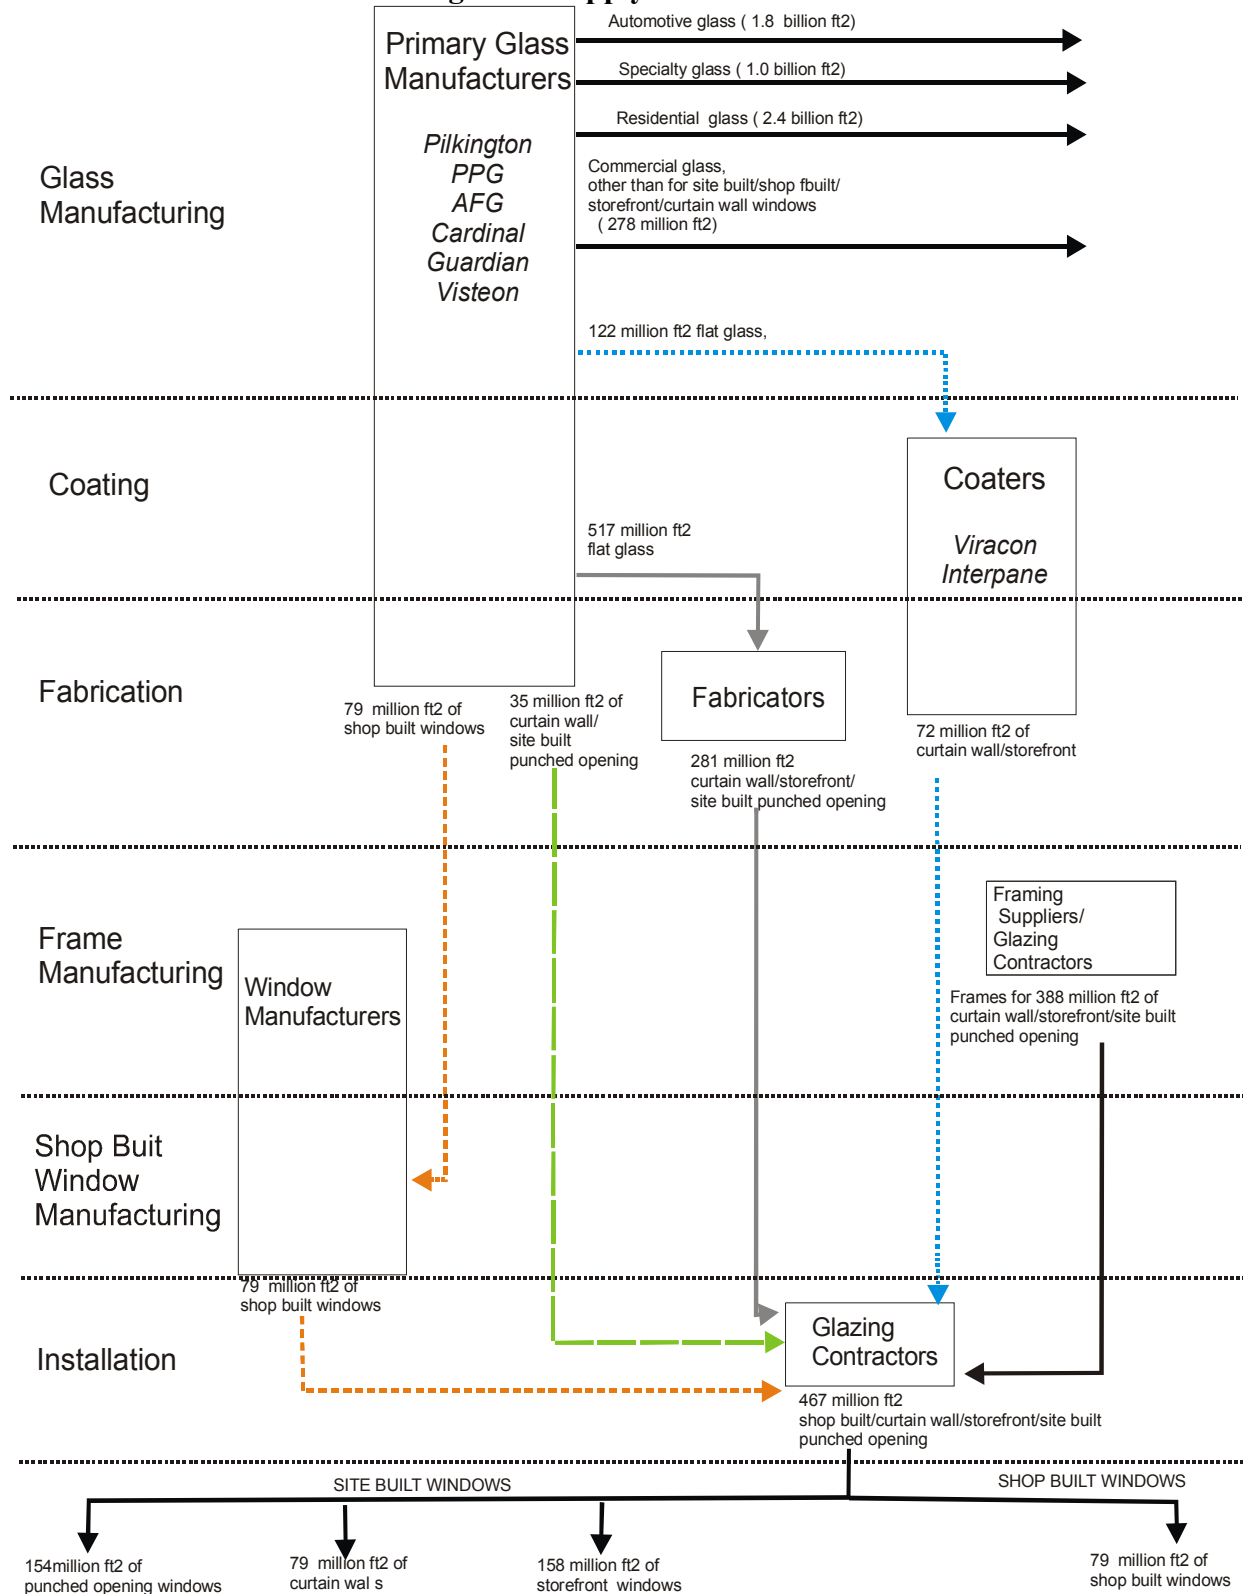 Primary Glass
Manufacturers
Pilkington
PPG
AFG
Cardinal
Guardian
Visteon
Automotive glass ( 1.8 billion ft2)
Specialty glass ( 1.0 billion ft2)
Residential glass ( 2.4 billion ft2)
Commercial glass,
other than for site built/shop fbuilt/
storefront/curtain wall windows
( 278 million ft2)
Glass
Manufacturing
122 million ft2 flat glass,
Coating
Coaters
Viracon
Interpane
517 million ft2
flat glass
Fabrication
Fabricators
79 million ft2 of
shop built windows
35 million ft2 of
curtain wall/
site built
punched opening
281 million ft2
curtain wall/storefront/
site built punched opening
72 million ft2 of
curtain wall/storefront
Frame
Manufacturing
Window
Manufacturers
Framing
Suppliers/
Glazing
Contractors
Frames for 388 million ft2 of
curtain wall/storefront/site built
punched opening
Shop Buit
Window
Manufacturing
79 million ft2 of
shop built windows
Installation
Glazing
Contractors
467 million ft2
shop built/curtain wall/storefront/site built
punched opening
SITE BUILT WINDOWS
SHOP BUILT WINDOWS
154million ft2 of
punched opening windows
79 million ft2 of
curtain wal s
158 million ft2 of
storefront windows
79 million ft2 of
shop built windows